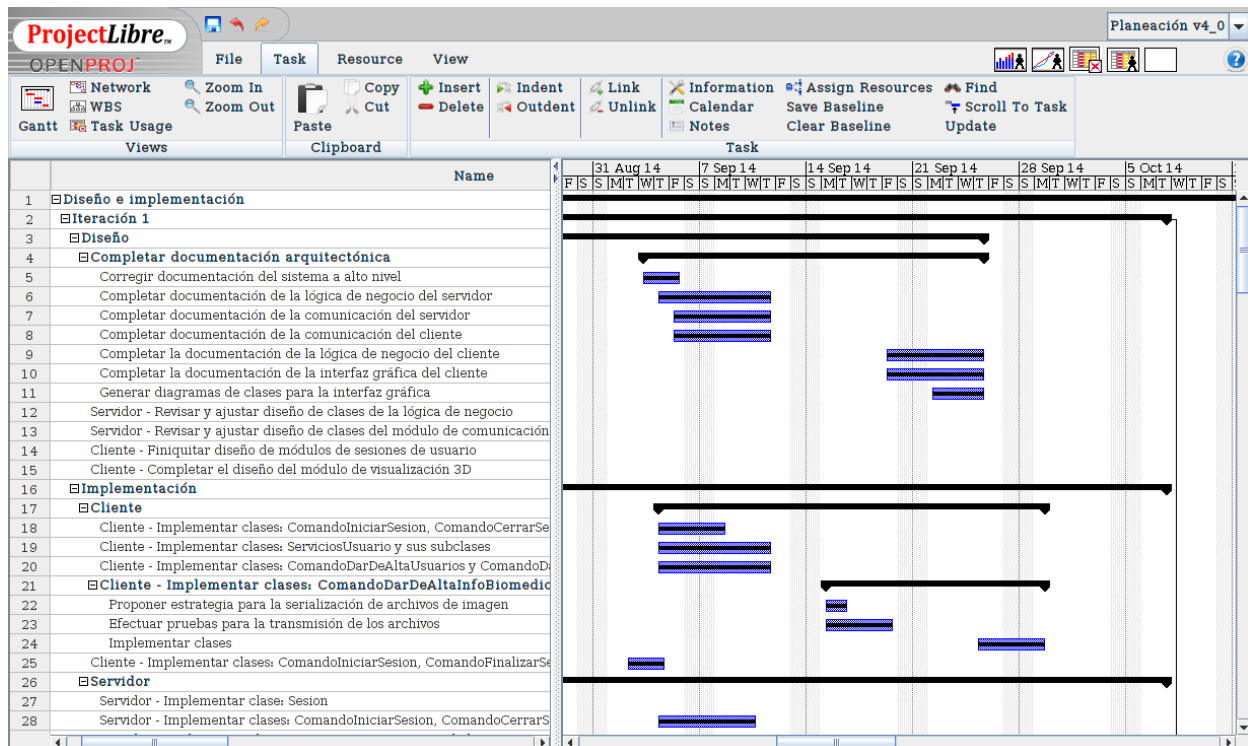 ProjectLibre™
OPENPROJ
Planeación v4_0
File Task Resource View
Network Zoom In Copy Insert Indent Link Information Assign Resources Find
WBS Zoom Out Cut Delete Outdent Unlink Calendar Save Baseline Scroll To Task
Gantt Task Usage Paste Notes Clear Baseline Update
Views Clipboard Task
Name
31 Aug 14 7 Sep 14 14 Sep 14 21 Sep 14 28 Sep 14 5 Oct 14
F S S M T W T F S S M T W T F S S M T W T F S S M T W T F S S M T W T F S S M T W T F S
1 Diseño e implementación
2 Iteración 1
3 Diseño
4 Completar documentación arquitectónica
5 Corregir documentación del sistema a alto nivel
6 Completar documentación de la lógica de negocio del servidor
7 Completar documentación de la comunicación del servidor
8 Completar documentación de la comunicación del cliente
9 Completar la documentación de la lógica de negocio del cliente
10 Completar la documentación de la interfaz gráfica del cliente
11 Generar diagramas de clases para la interfaz gráfica
12 Servidor - Revisar y ajustar diseño de clases de la lógica de negocio
13 Servidor - Revisar y ajustar diseño de clases del módulo de comunicación
14 Cliente - Finiquitar diseño de módulos de sesiones de usuario
15 Cliente - Completar el diseño del módulo de visualización 3D
16 Implementación
17 Cliente
18 Cliente - Implementar clases: ComandoIniciarSesion, ComandoCerrarSe
19 Cliente - Implementar clases: ServiciosUsuario y sus subclases
20 Cliente - Implementar clases: ComandoDarDeAltaUsuarios y ComandoD
21 Cliente - Implementar clases: ComandoDarDeAltaInfoBiomedic
22 Proponer estrategia para la serialización de archivos de imagen
23 Efectuar pruebas para la transmisión de los archivos
24 Implementar clases
25 Cliente - Implementar clases: ComandoIniciarSesion, ComandoFinalizarSe
26 Servidor
27 Servidor - Implementar clase: Sesion
28 Servidor - Implementar clases: ComandoIniciarSesion, ComandoCerrarS